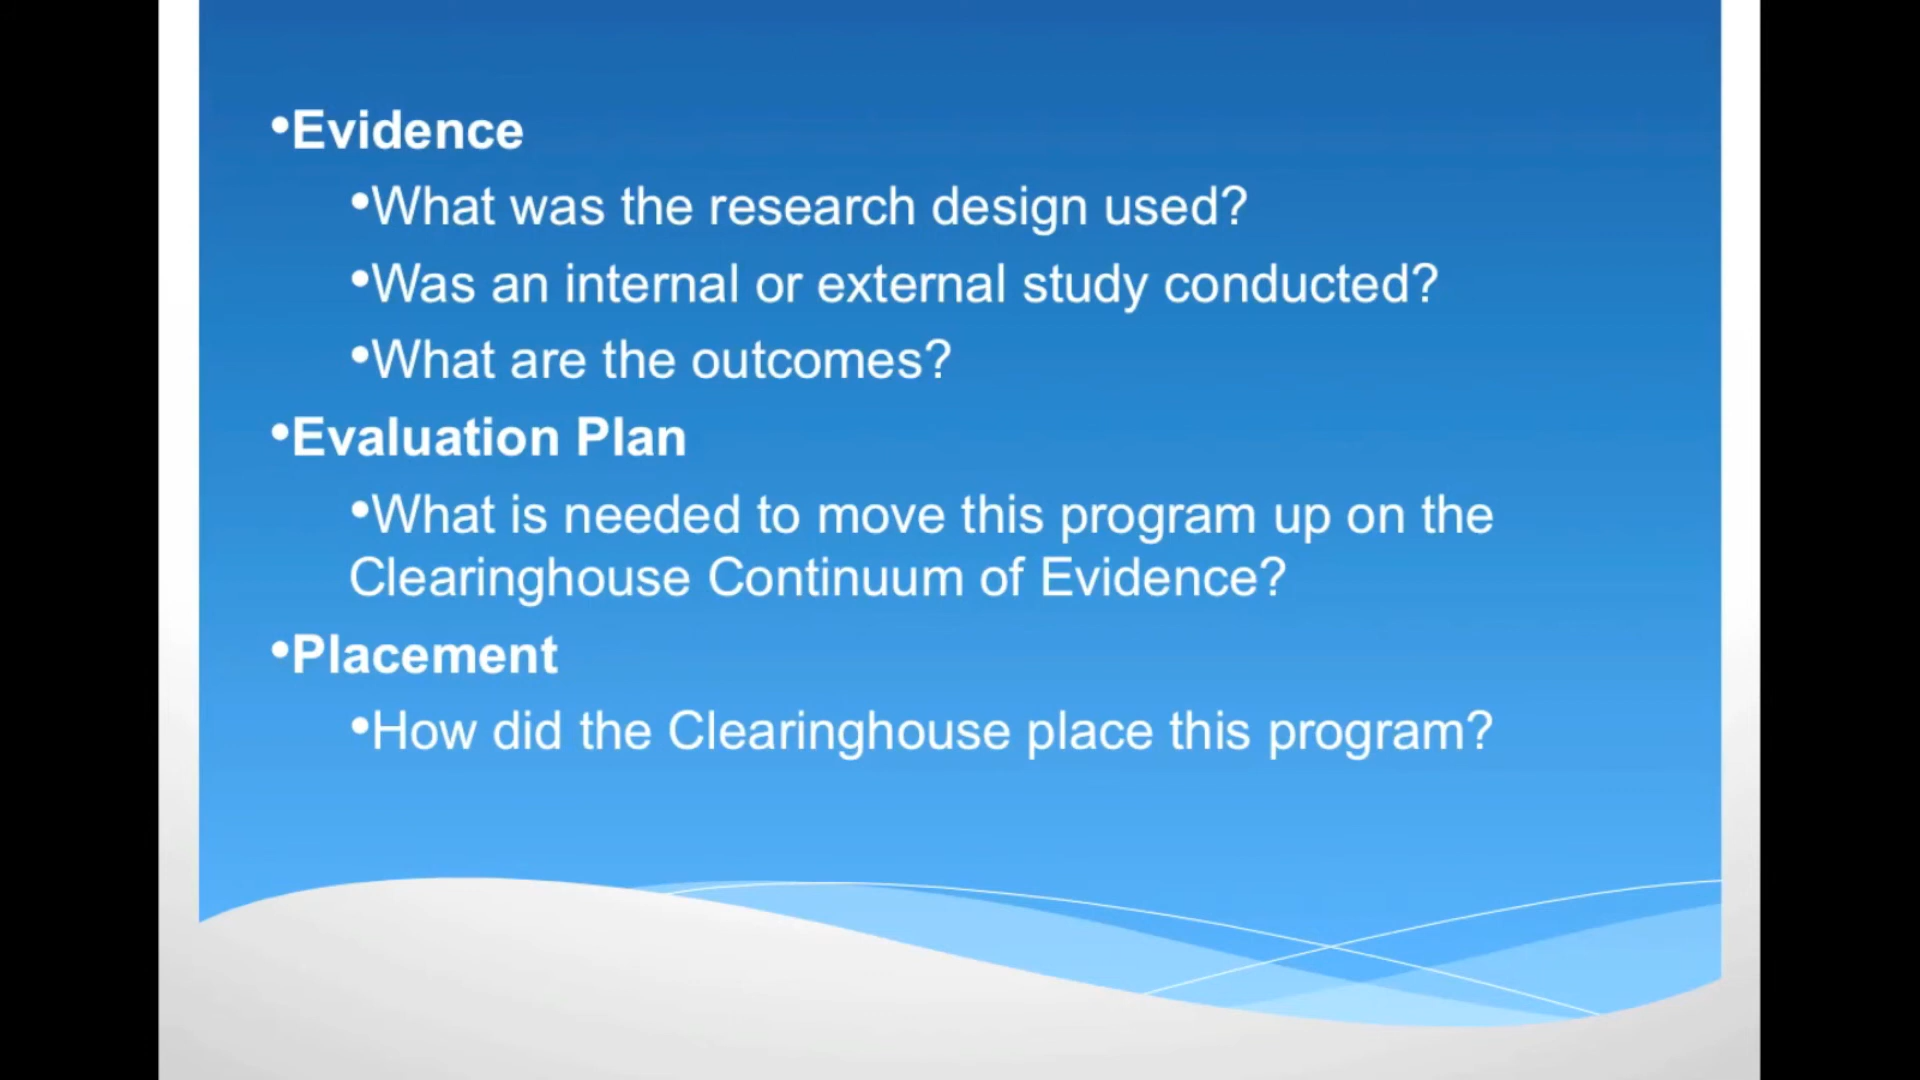 •Evidence
•What was the research design used?
•Was an internal or external study conducted?
•What are the outcomes?
•Evaluation Plan
•What is needed to move this program up on the
Clearinghouse Continuum of Evidence?
•Placement
•How did the Clearinghouse place this program?